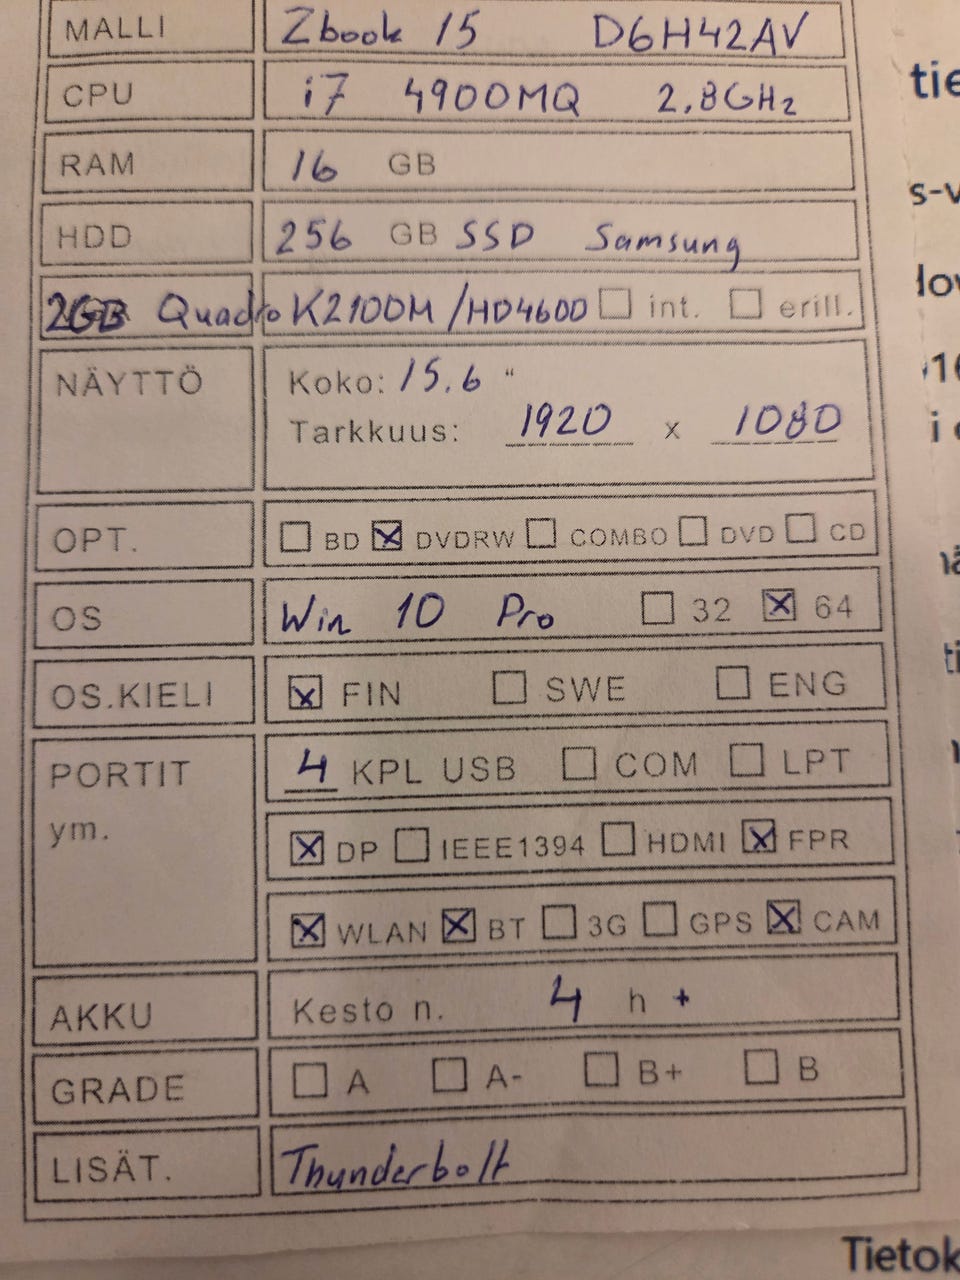 MALLI Zbook 15 D6H42AV
CPU i7 4900MQ 2,8GHz
RAM 16 GB
HDD 256 GB SSD Samsung
2GB Quadro K2100M /HD4600 ☐ int. ☐ erill.
NÄYTTÖ Koko: 15.6 "
Tarkkuus: 1920 x 1080
OPT. ☐ BD ☒ DVDRW ☐ COMBO ☐ DVD ☐ CD
OS Win 10 Pro ☐ 32 ☒ 64
OS.KIELI ☒ FIN ☐ SWE ☐ ENG
PORTIT 4 KPL USB ☐ COM ☐ LPT
ym. ☒ DP ☐ IEEE1394 ☐ HDMI ☒ FPR
☒ WLAN ☒ BT ☐ 3G ☐ GPS ☒ CAM
AKKU Kesto n. 4 h +
GRADE ☐ A ☐ A- ☐ B+ ☐ B
LISÄT. Thunderbolt
tie
s-v
i
Tietok